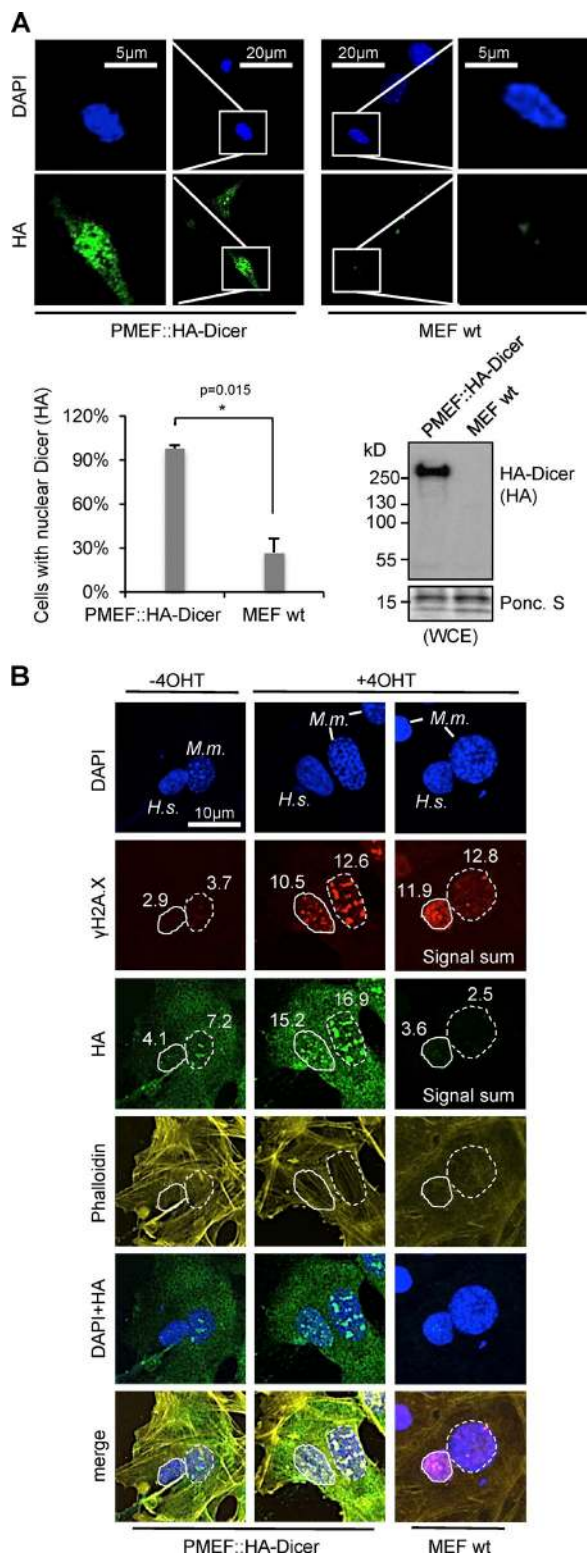 A
5µm 20µm 20µm 5µm
DAPI
HA
PMEF::HA-Dicer MEF wt
Cells with nuclear Dicer (HA)
p=0.015
*
120%
90%
60%
30%
0%
PMEF::HA-Dicer MEF wt
PMEF::HA-Dicer
MEF wt
kD
250
130
100
55
15
HA-Dicer
(HA)
Ponc. S
(WCE)
B
-4OHT +4OHT
DAPI
M.m. M.m. M.m.
H.s. H.s. H.s.
10µm
γH2A.X
2.9 3.7 10.5 12.6 11.9 12.8
Signal sum
HA
4.1 7.2 15.2 16.9 3.6 2.5
Signal sum
Phalloidin
DAPI+HA
merge
PMEF::HA-Dicer MEF wt